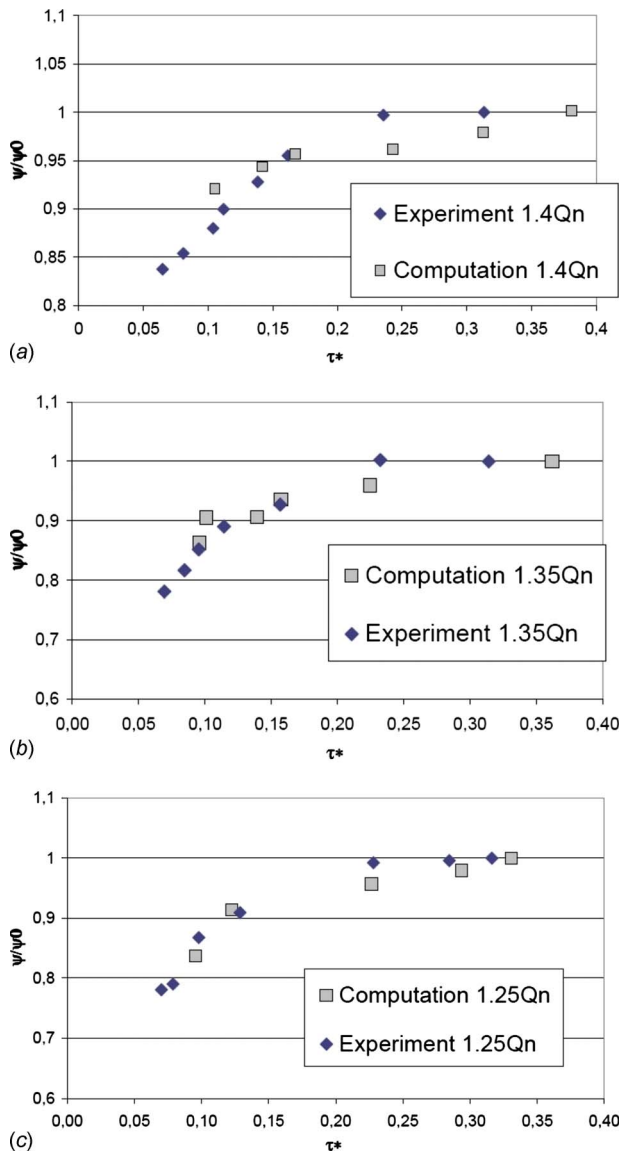 1,1
1,05
1
0,95
0,9
0,85
0,8
ψ/ψ0
Experiment 1.4Qn
Computation 1.4Qn
0 0,05 0,1 0,15 0,2 0,25 0,3 0,35 0,4
(a)
τ*
1,1
1
0,9
0,8
0,7
0,6
ψ/ψ0
Computation 1.35Qn
Experiment 1.35Qn
0,00 0,05 0,10 0,15 0,20 0,25 0,30 0,35 0,40
(b)
τ*
1,1
1
0,9
0,8
0,7
0,6
ψ/ψ0
Computation 1.25Qn
Experiment 1.25Qn
0,00 0,05 0,10 0,15 0,20 0,25 0,30 0,35 0,40
(c)
τ*